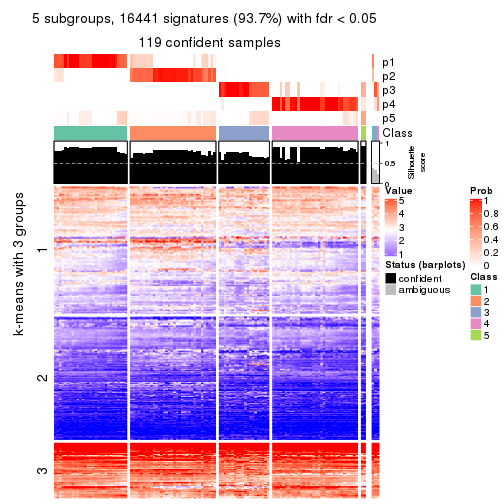 5 subgroups, 16441 signatures (93.7%) with fdr < 0.05
119 confident samples
p1
p2
p3
p4
p5
Class
1
0.5
0
Silhouette
score
k-means with 3 groups
1
2
3
Value
5
4
3
2
1
Status (barplots)
confident
ambiguous
Prob
1
0.8
0.6
0.4
0.2
0
Class
1
2
3
4
5